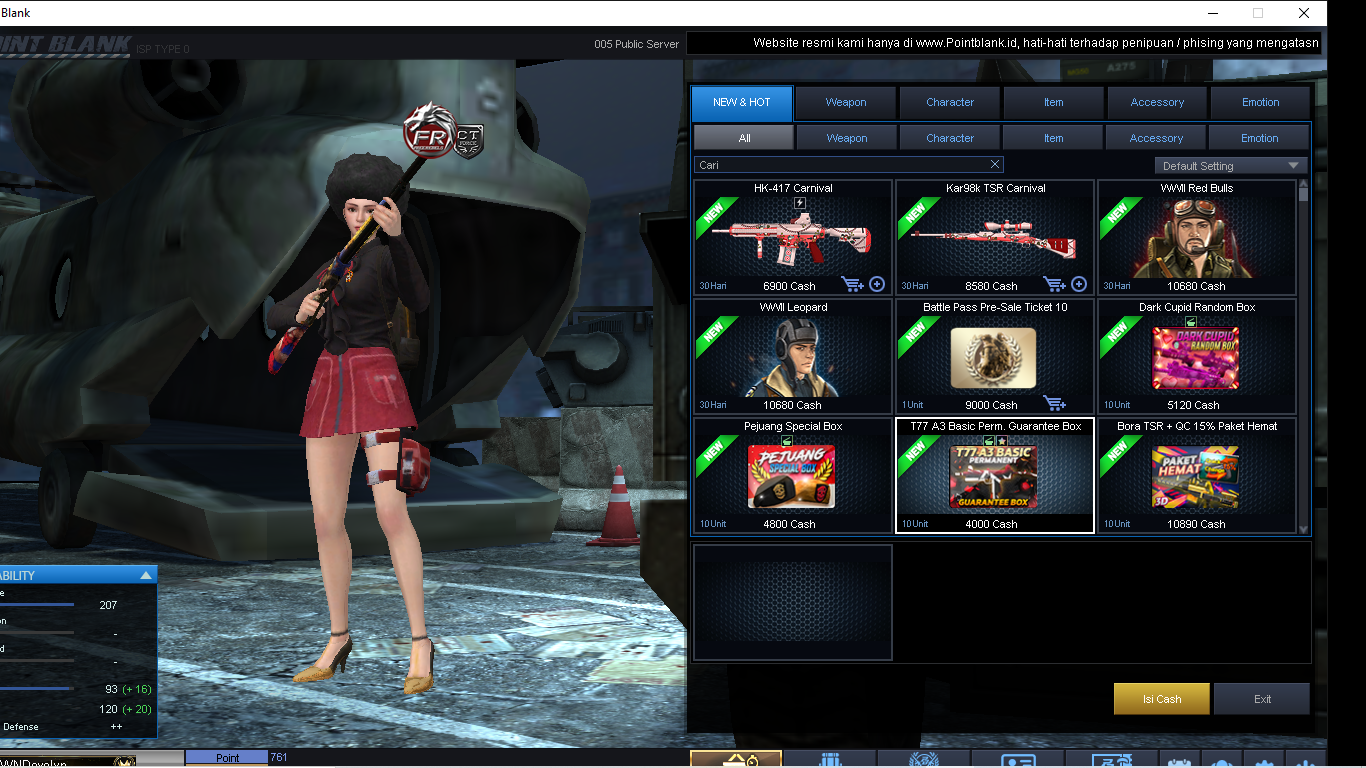 Blank
INT BLANK ISP TYPE 0
005 Public Server
Website resmi kami hanya di www.Pointblank.id, hati-hati terhadap penipuan / phising yang mengatasn
NEW & HOT Weapon Character Item Accessory Emotion
All Weapon Character Item Accessory Emotion
Cari
Default Setting
HK-417 Carnival
NEW
30 Hari 6900 Cash
Kar98k TSR Carnival
NEW
30 Hari 8580 Cash
WWII Red Bulls
NEW
30 Hari 10680 Cash
WWII Leopard
NEW
30 Hari 10680 Cash
Battle Pass Pre-Sale Ticket 10
NEW
1 Unit 9000 Cash
Dark Cupid Random Box
NEW
DARK CUPID
RANDOM BOX
10 Unit 5120 Cash
Pejuang Special Box
NEW
PEJUANG
SPECIAL BOX
10 Unit 4800 Cash
T77 A3 Basic Perm. Guarantee Box
NEW
T77 A3 BASIC
PERMANENT
GUARANTEE BOX
10 Unit 4000 Cash
Bora TSR + QC 15% Paket Hemat
NEW
PAKET
HEMAT
3D
10 Unit 10890 Cash
Isi Cash Exit
FR
CT
FORCE
A275
ABILITY
e
207
on
-
d
-
93 (+ 16)
120 (+ 20)
Defense ++
WNDevelyn
Point 761